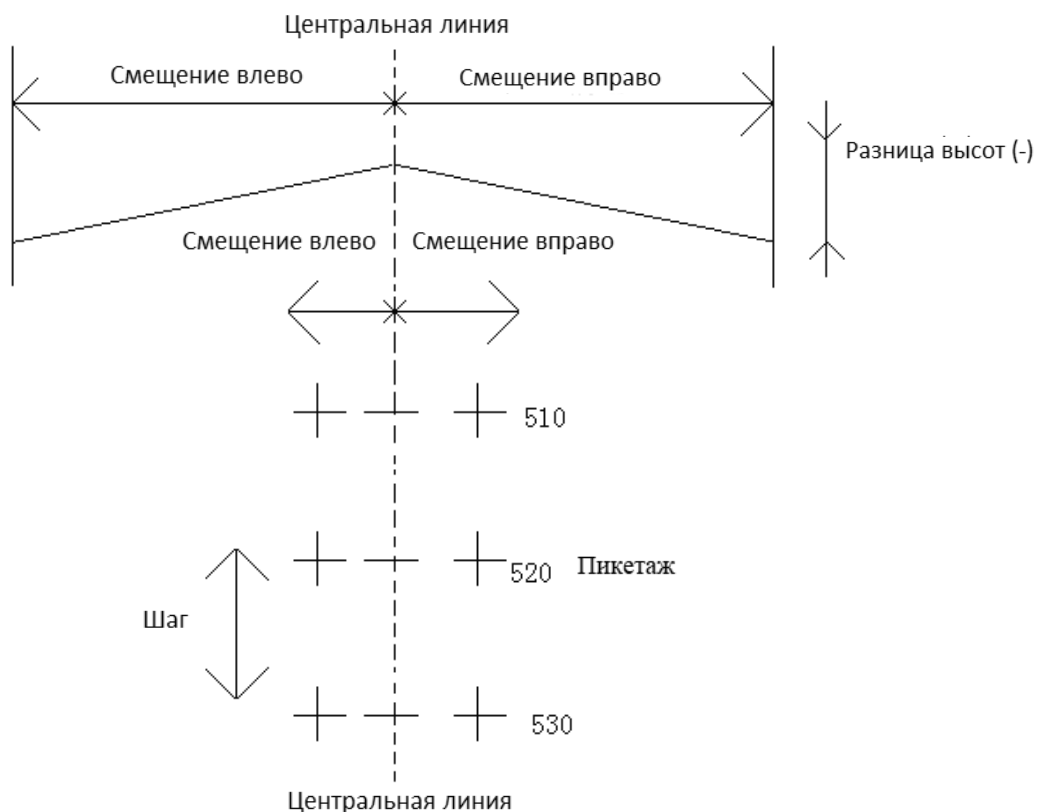 Центральная линия
Смещение влево
Смещение вправо
Разница высот (-)
Смещение влево
Смещение вправо
510
520
Пикетаж
Шаг
530
Центральная линия